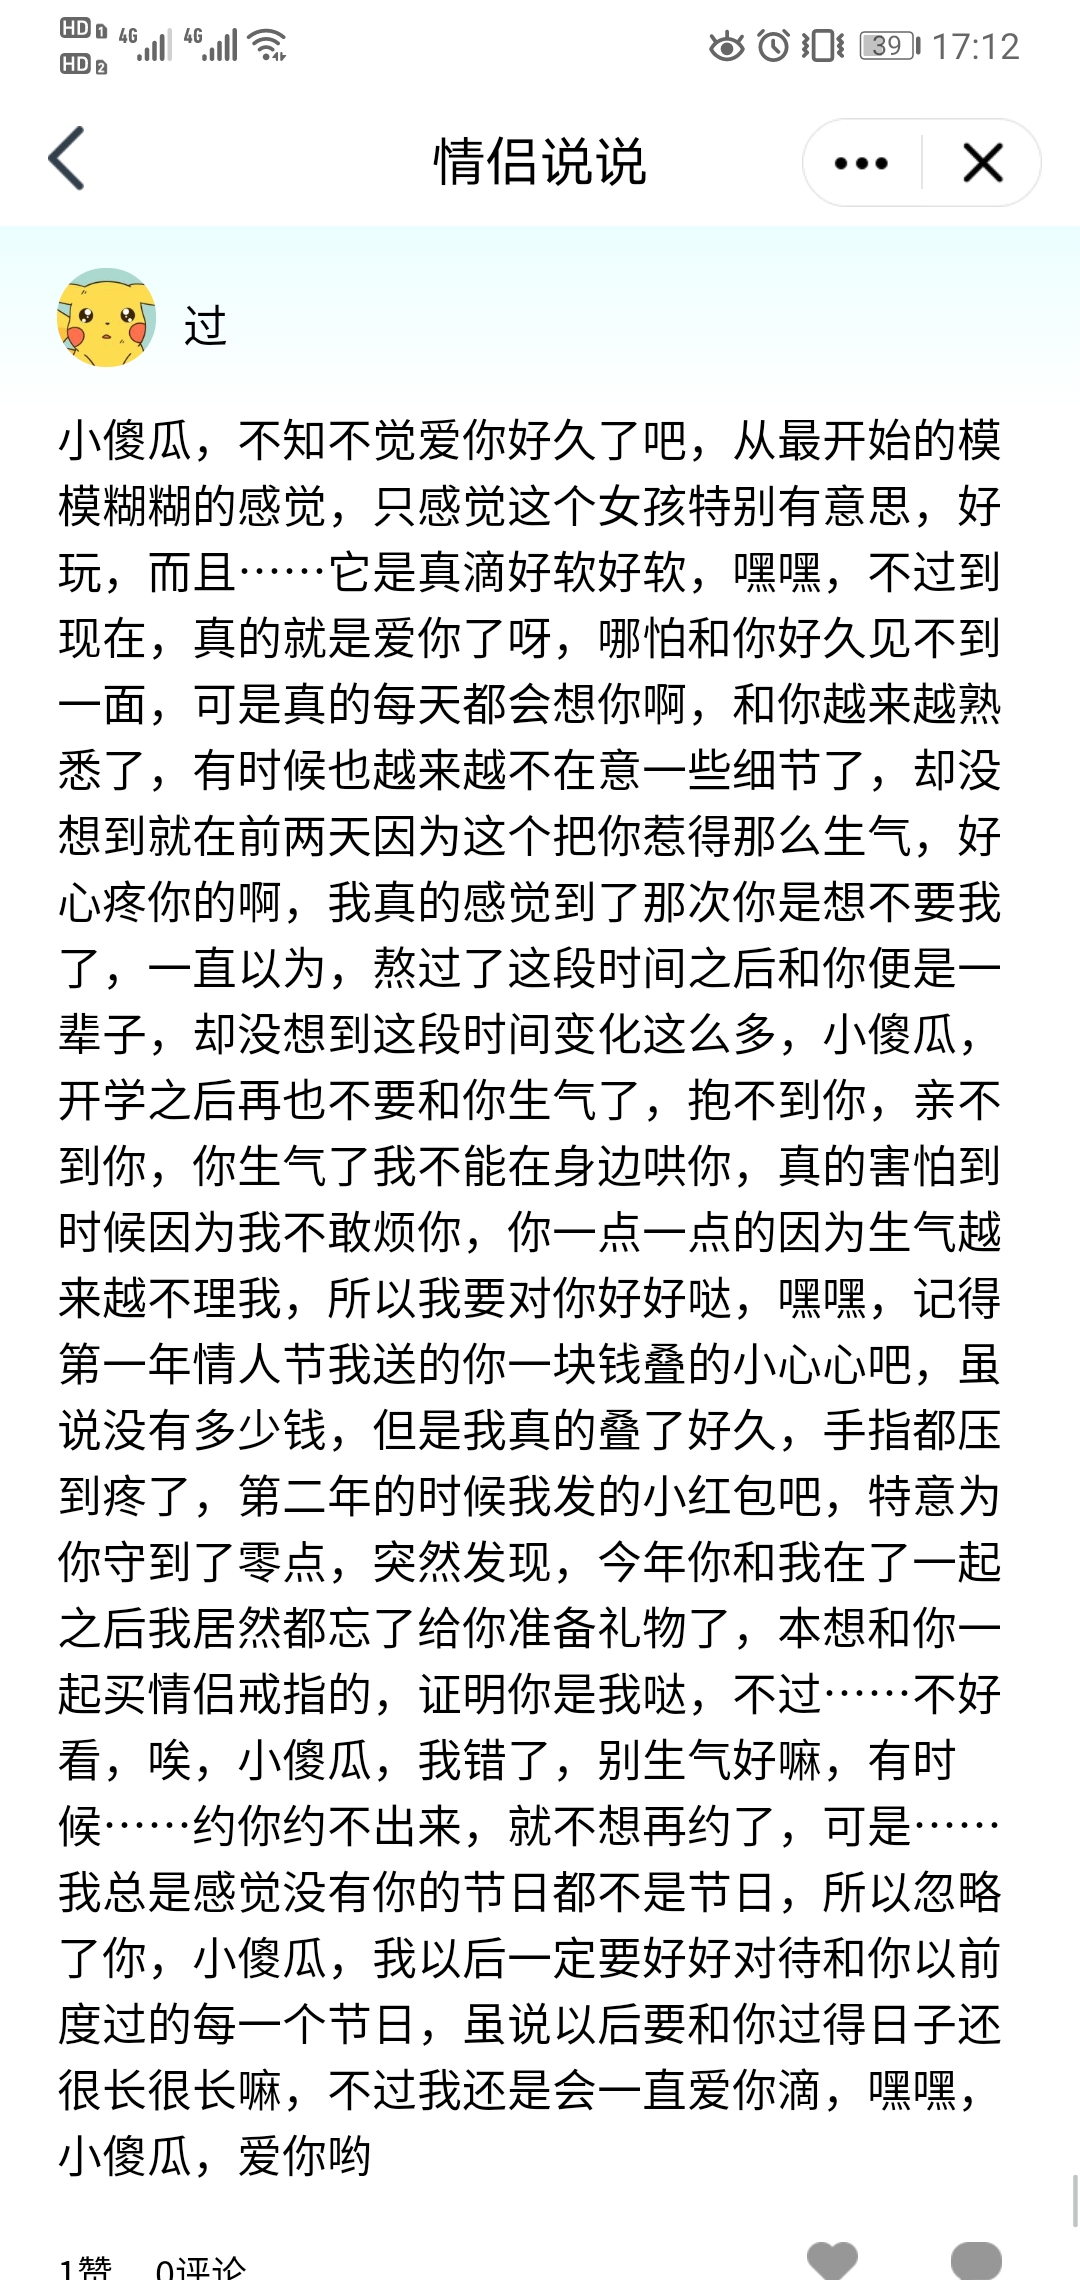 HD 1 4G 4G 39 17:12
HD 2
情侣说说
过
小傻瓜，不知不觉爱你好久了吧，从最开始的模
模糊糊的感觉，只感觉这个女孩特别有意思，好
玩，而且……它是真滴好软好软，嘿嘿，不过到
现在，真的就是爱你了呀，哪怕和你好久见不到
一面，可是真的每天都会想你啊，和你越来越熟
悉了，有时候也越来越不在意一些细节了，却没
想到就在前两天因为这个把你惹得那么生气，好
心疼你的啊，我真的感觉到了那次你是想不要我
了，一直以为，熬过了这段时间之后和你便是一
辈子，却没想到这段时间变化这么多，小傻瓜，
开学之后再也不要和你生气了，抱不到你，亲不
到你，你生气了我不能在身边哄你，真的害怕到
时候因为我不敢烦你，你一点一点的因为生气越
来越不理我，所以我要对你好好哒，嘿嘿，记得
第一年情人节我送的你一块钱叠的小心心吧，虽
说没有多少钱，但是我真的叠了好久，手指都压
到疼了，第二年的时候我发的小红包吧，特意为
你守到了零点，突然发现，今年你和我在了一起
之后我居然都忘了给你准备礼物了，本想和你一
起买情侣戒指的，证明你是我哒，不过……不好
看，唉，小傻瓜，我错了，别生气好嘛，有时
候……约你约不出来，就不想再约了，可是……
我总是感觉没有你的节日都不是节日，所以忽略
了你，小傻瓜，我以后一定要好好对待和你以前
度过的每一个节日，虽说以后要和你过得日子还
很长很长嘛，不过我还是会一直爱你滴，嘿嘿，
小傻瓜，爱你哟
1赞 0评论